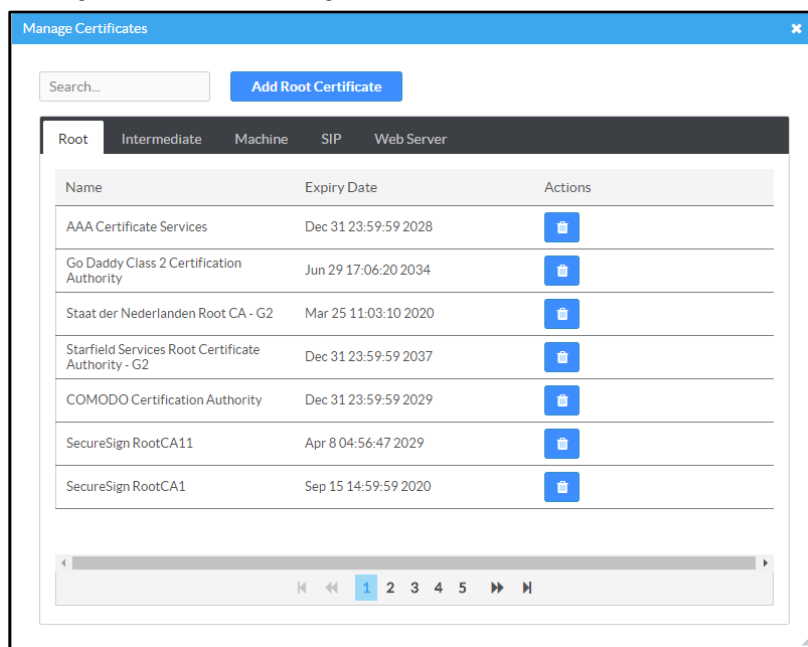 Manage Certificates
Search...
Add Root Certificate
Root Intermediate Machine SIP Web Server
Name Expiry Date Actions
AAA Certificate Services Dec 31 23:59:59 2028
Go Daddy Class 2 Certification
Authority
Jun 29 17:06:20 2034
Staat der Nederlanden Root CA - G2 Mar 25 11:03:10 2020
Starfield Services Root Certificate
Authority - G2
Dec 31 23:59:59 2037
COMODO Certification Authority Dec 31 23:59:59 2029
SecureSign RootCA11 Apr 8 04:56:47 2029
SecureSign RootCA1 Sep 15 14:59:59 2020
1 2 3 4 5